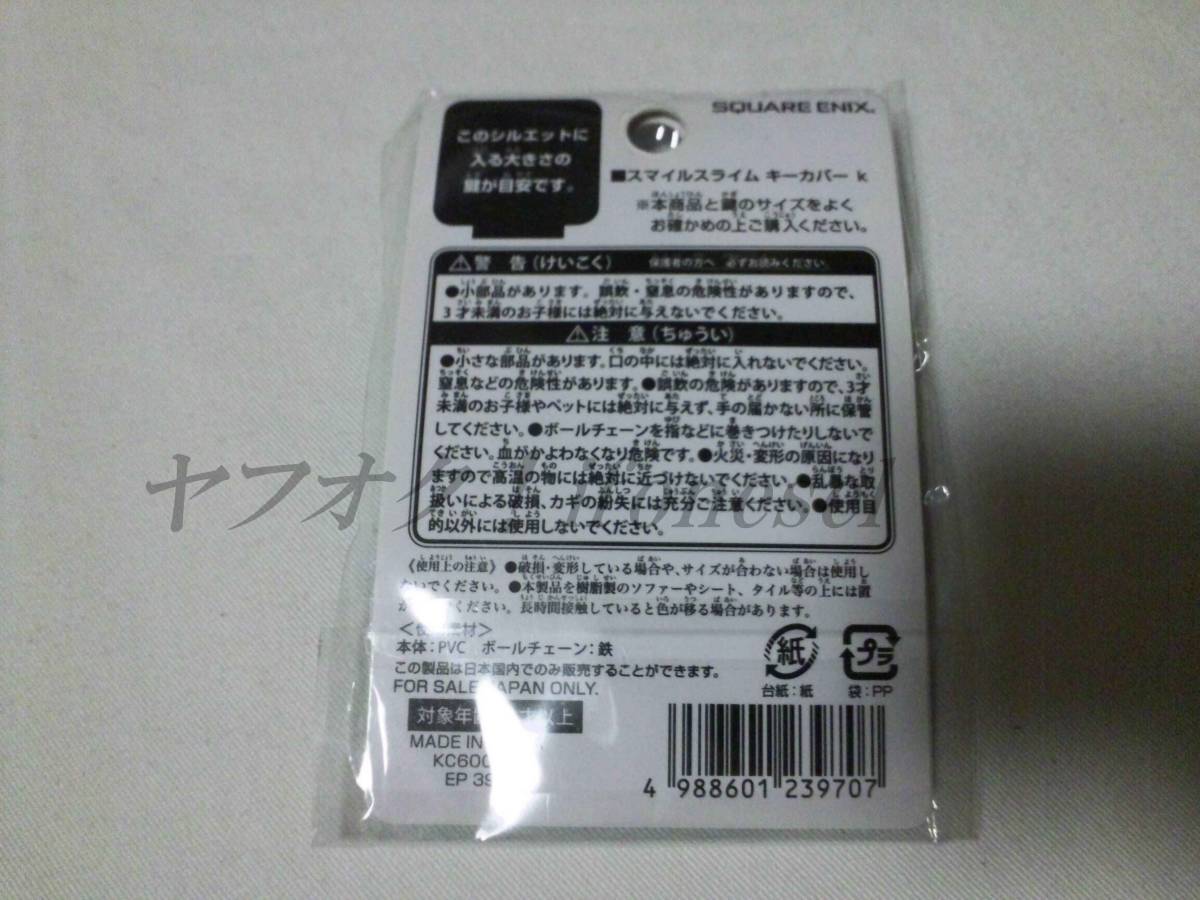 このシルエットに
入る大きさの
鍵が目安です。
SQUARE ENIX.
■スマイルスライム キーカバー k
※本商品と鍵のサイズをよく
お確かめの上ご購入ください。
⚠警 告(けいこく) 保護者の方へ 必ずお読みください。
●小部品があります。誤飲・窒息の危険性がありますので、
3才未満のお子様には絶対に与えないでください。
⚠注 意(ちゅうい)
●小さな部品があります。口の中には絶対に入れないでください。
窒息などの危険性があります。●誤飲の危険がありますので、3才
未満のお子様やペットには絶対に与えず、手の届かない所に保管
してください。●ボールチェーンを指などに巻きつけたりしないで
ください。血がかよわなくなり危険です。●火災・変形の原因になり
ますので高温の物には絶対に近づけないでください。●乱暴な取
扱いによる破損、カギの紛失には充分ご注意ください。●使用目
的以外には使用しないでください。
ヤフオク
《使用上の注意》●破損・変形している場合や、サイズが合わない場合は使用し
ないでください。●本製品を樹脂製のソファーやシート、タイル等の上には置
ください。長時間接触していると色が移る場合があります。
本体:PVC ボールチェーン:鉄
この製品は日本国内でのみ販売することができます。
FOR SALE JAPAN ONLY.
紙
台紙:紙
プラ
袋:PP
対象年 以上
MADE IN
KC600
EP 39
4 988601 239707